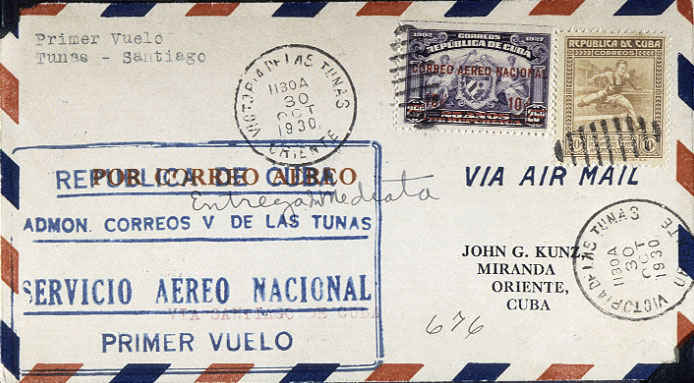 Primer Vuelo
Tunas - Santiago
VICTORIA DE LAS TUNAS
1130A
30
OCT
1930
ORIENTE
1902 CORREOS 1927
REPUBLICA DE CUBA
CORREO AEREO NACIONAL
10¢ 10¢
REPUBLICA DE CUBA
REPUBLICA DE CUBA
POR CORREO AEREO
Entrega Inmediata
ADMON. CORREOS V DE LAS TUNAS
SERVICIO AEREO NACIONAL
VIA SANTIAGO DE CUBA
PRIMER VUELO
VIA AIR MAIL
JOHN G. KUNZ,
MIRANDA
ORIENTE,
CUBA
676
VICTORIA DE LAS TUNAS
1130A
30
OCT
1930